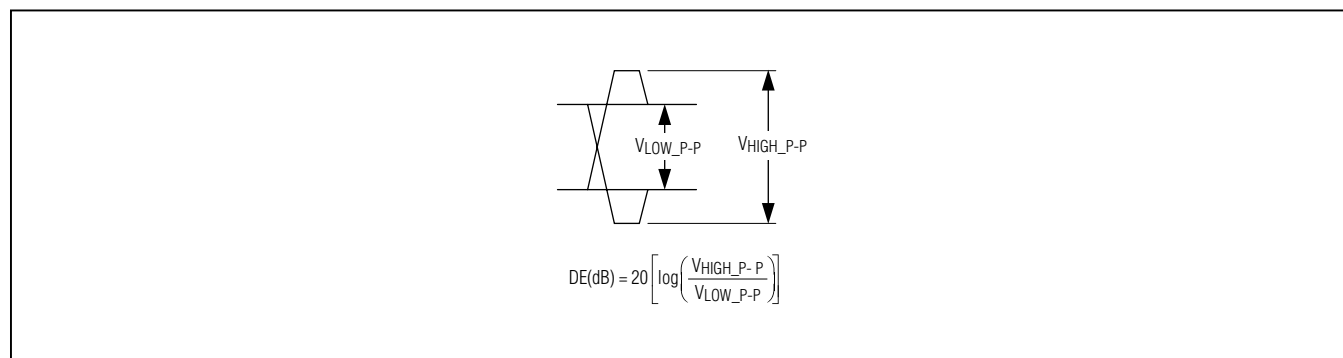 VLOW_P-P
VHIGH_P-P
DE(dB) = 20[log(VHIGH_P- P / VLOW_P-P)]